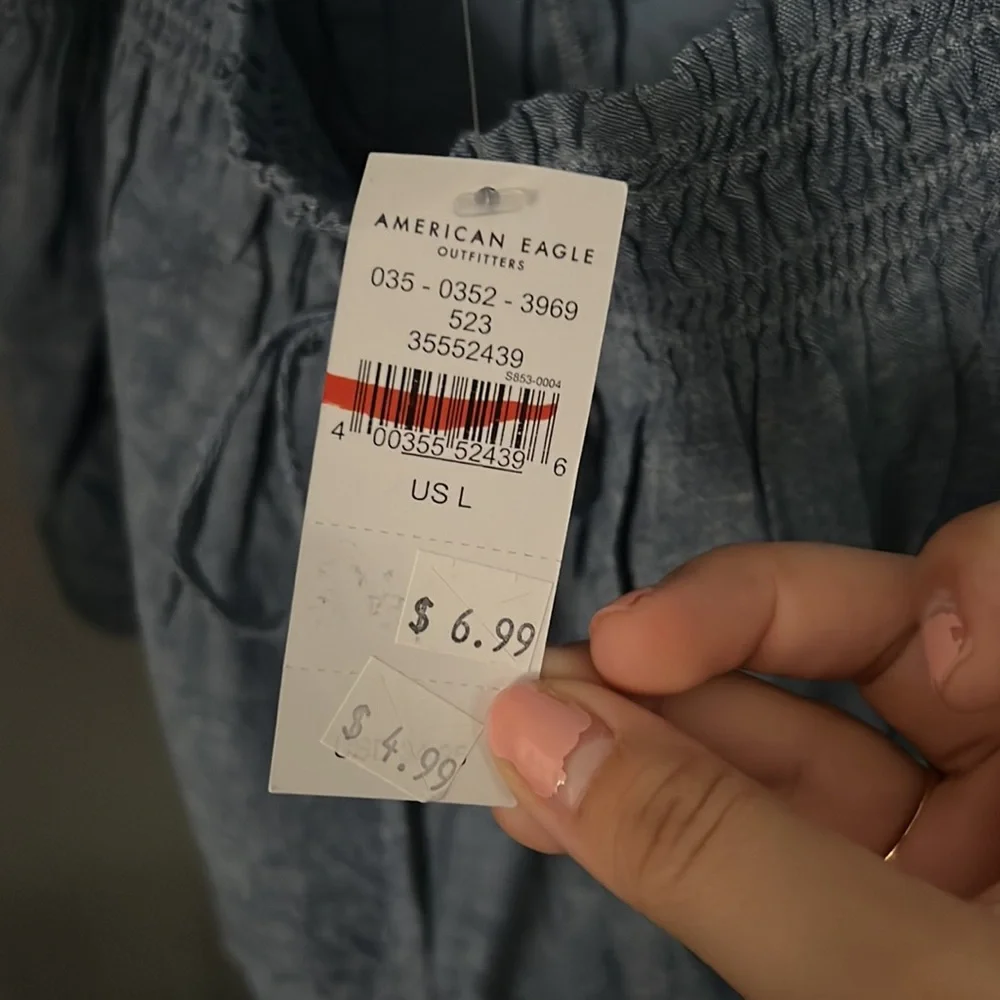 AMERICAN EAGLE
OUTFITTERS
035 - 0352 - 3969
523
35552439
S853-0004
4 00355 52439 6
US L
$ 6.99
$ 4.99